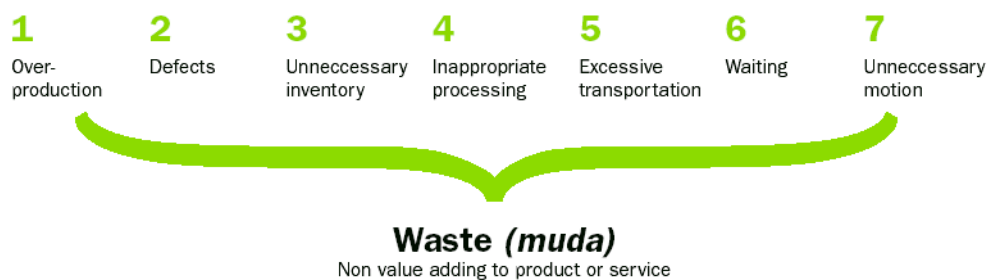 1 2 3 4 5 6 7
Over- Defects Unneccessary Inappropriate Excessive Waiting Unneccessary
production inventory processing transportation motion
Waste (muda)
Non value adding to product or service